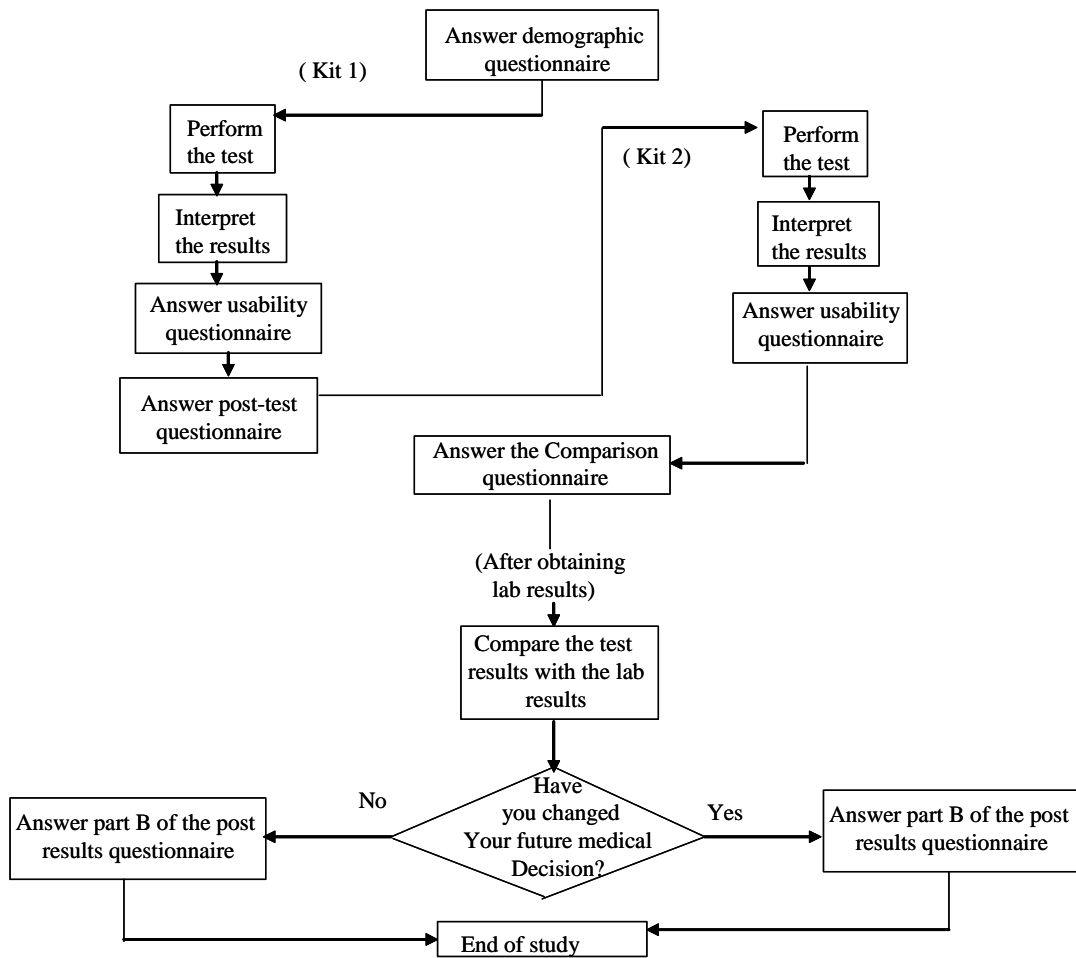 Answer demographic
questionnaire
( Kit 1)
Perform
the test
Interpret
the results
Answer usability
questionnaire
Answer post-test
questionnaire
( Kit 2)
Perform
the test
Interpret
the results
Answer usability
questionnaire
Answer the Comparison
questionnaire
(After obtaining
lab results)
Compare the test
results with the lab
results
Have
you changed
Your future medical
Decision?
No
Answer part B of the post
results questionnaire
Yes
Answer part B of the post
results questionnaire
End of study